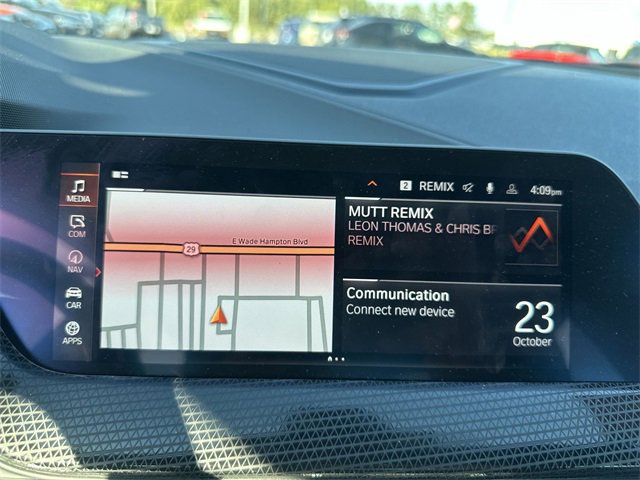 MEDIA
COM
NAV
CAR
APPS
E Wade Hampton Blvd
29
2 REMIX 4:09pm
MUTT REMIX
LEON THOMAS & CHRIS
REMIX
Communication
Connect new device
23
October